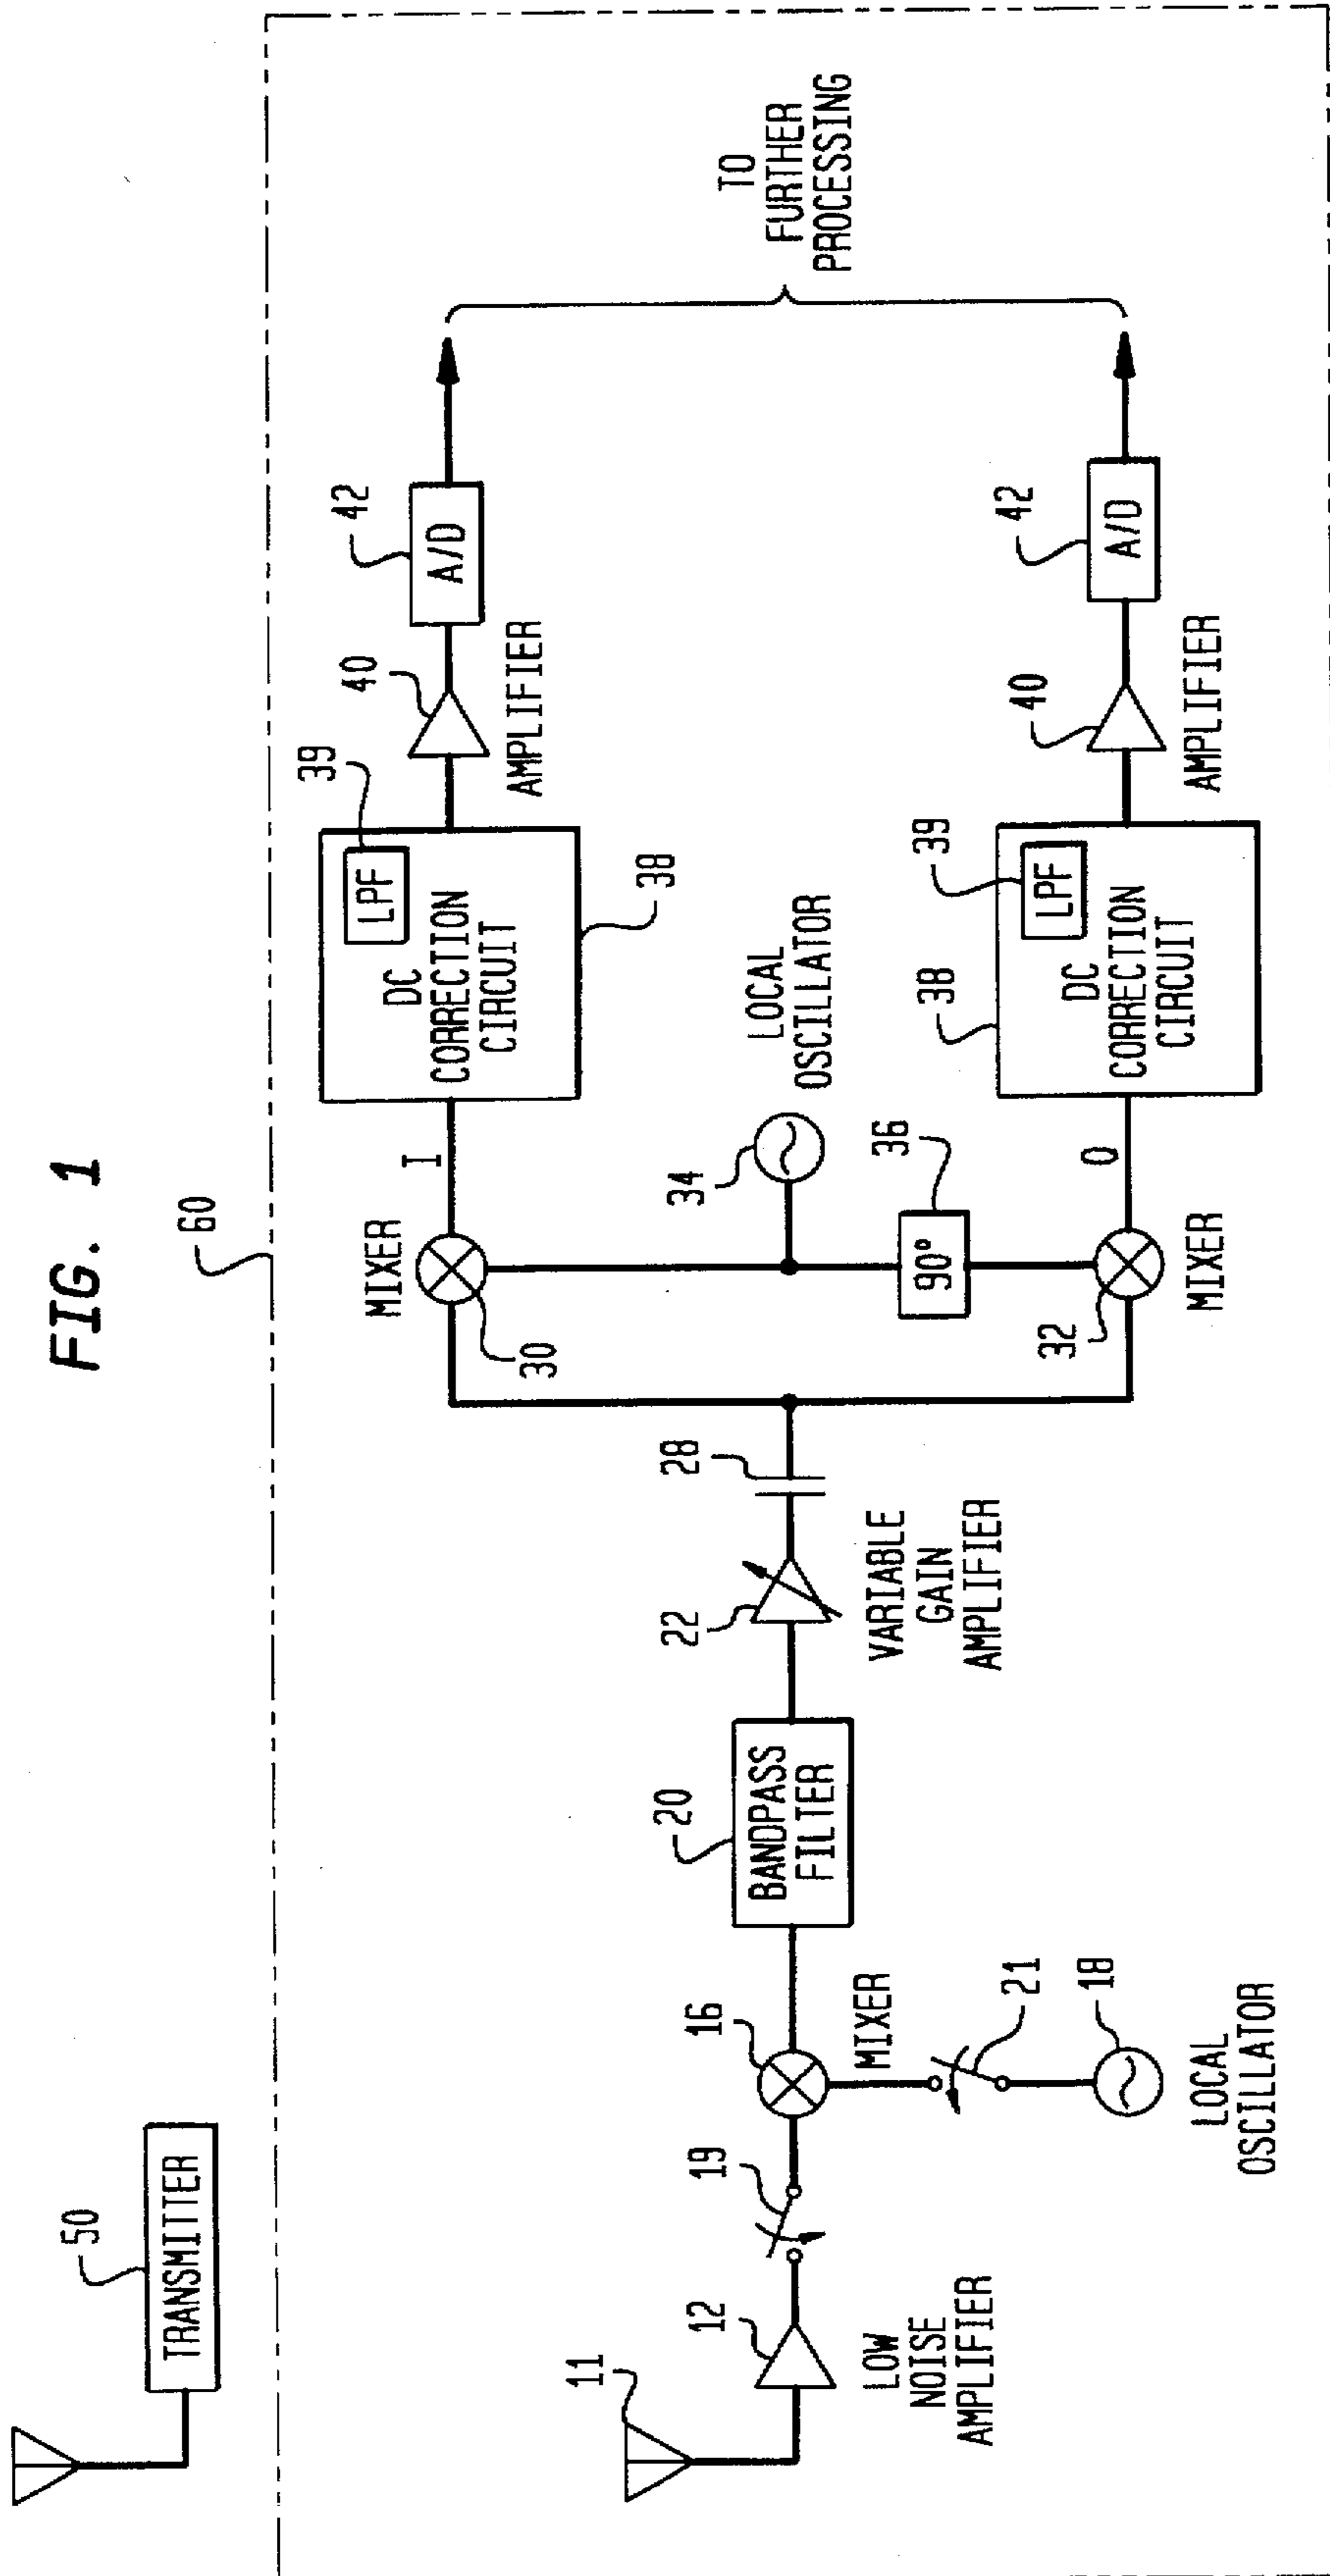 FIG. 1
50
TRANSMITTER
60
11
12
LOW
NOISE
AMPLIFIER
19
16
MIXER
21
18
LOCAL
OSCILLATOR
20
BANDPASS
FILTER
22
VARIABLE
GAIN
AMPLIFIER
28
MIXER
30
I
34
LOCAL
OSCILLATOR
36
90°
32
MIXER
Q
39
LPF
DC
CORRECTION
CIRCUIT
38
40
AMPLIFIER
42
A/D
38
39
LPF
DC
CORRECTION
CIRCUIT
40
AMPLIFIER
42
A/D
TO
FURTHER
PROCESSING